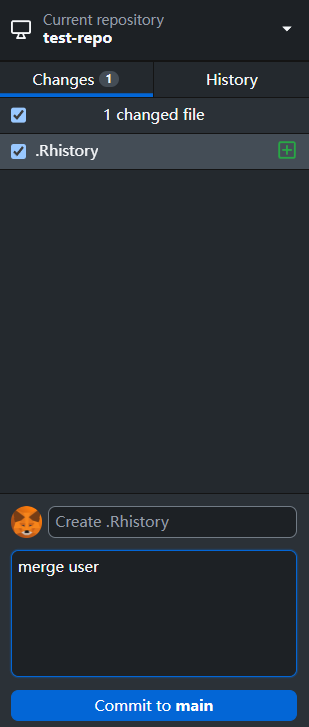 Current repository
test-repo
Changes 1
History
1 changed file
.Rhistory
Create .Rhistory
merge user
Commit to main